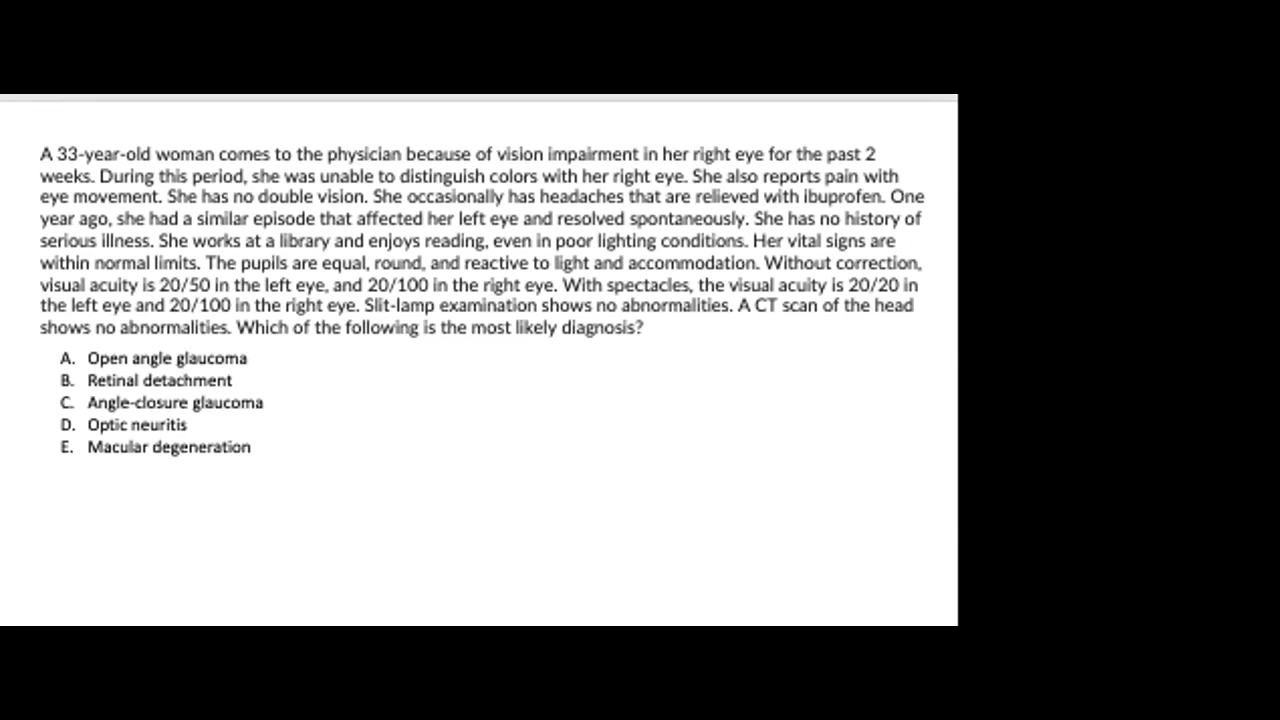 A 33-year-old woman comes to the physician because of vision impairment in her right eye for the past 2
weeks. During this period, she was unable to distinguish colors with her right eye. She also reports pain with
eye movement. She has no double vision. She occasionally has headaches that are relieved with ibuprofen. One
year ago, she had a similar episode that affected her left eye and resolved spontaneously. She has no history of
serious illness. She works at a library and enjoys reading, even in poor lighting conditions. Her vital signs are
within normal limits. The pupils are equal, round, and reactive to light and accommodation. Without correction,
visual acuity is 20/50 in the left eye, and 20/100 in the right eye. With spectacles, the visual acuity is 20/20 in
the left eye and 20/100 in the right eye. Slit-lamp examination shows no abnormalities. A CT scan of the head
shows no abnormalities. Which of the following is the most likely diagnosis?
A. Open angle glaucoma
B. Retinal detachment
C. Angle-closure glaucoma
D. Optic neuritis
E. Macular degeneration